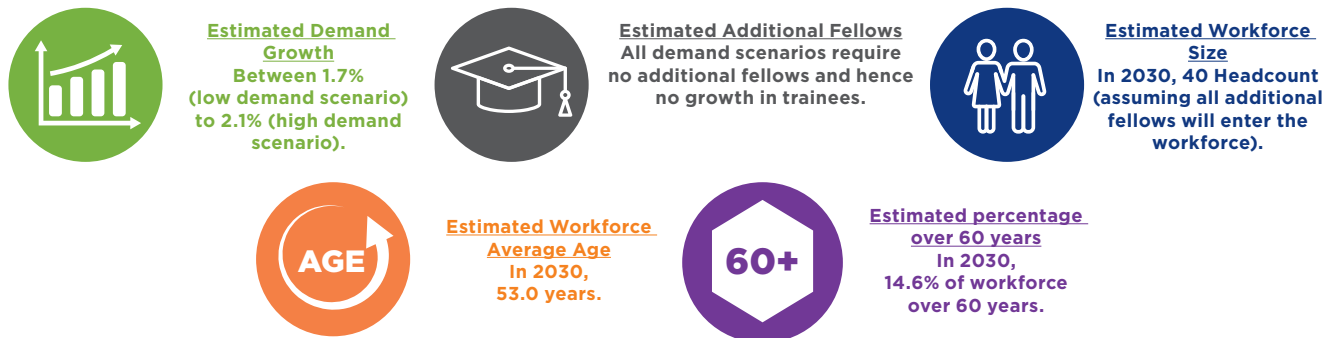 Estimated Demand
Growth
Between 1.7%
(low demand scenario)
to 2.1% (high demand
scenario).
Estimated Additional Fellows
All demand scenarios require
no additional fellows and hence
no growth in trainees.
Estimated Workforce
Size
In 2030, 40 Headcount
(assuming all additional
fellows will enter the
workforce).
AGE
Estimated Workforce
Average Age
In 2030,
53.0 years.
60+
Estimated percentage
over 60 years
In 2030,
14.6% of workforce
over 60 years.